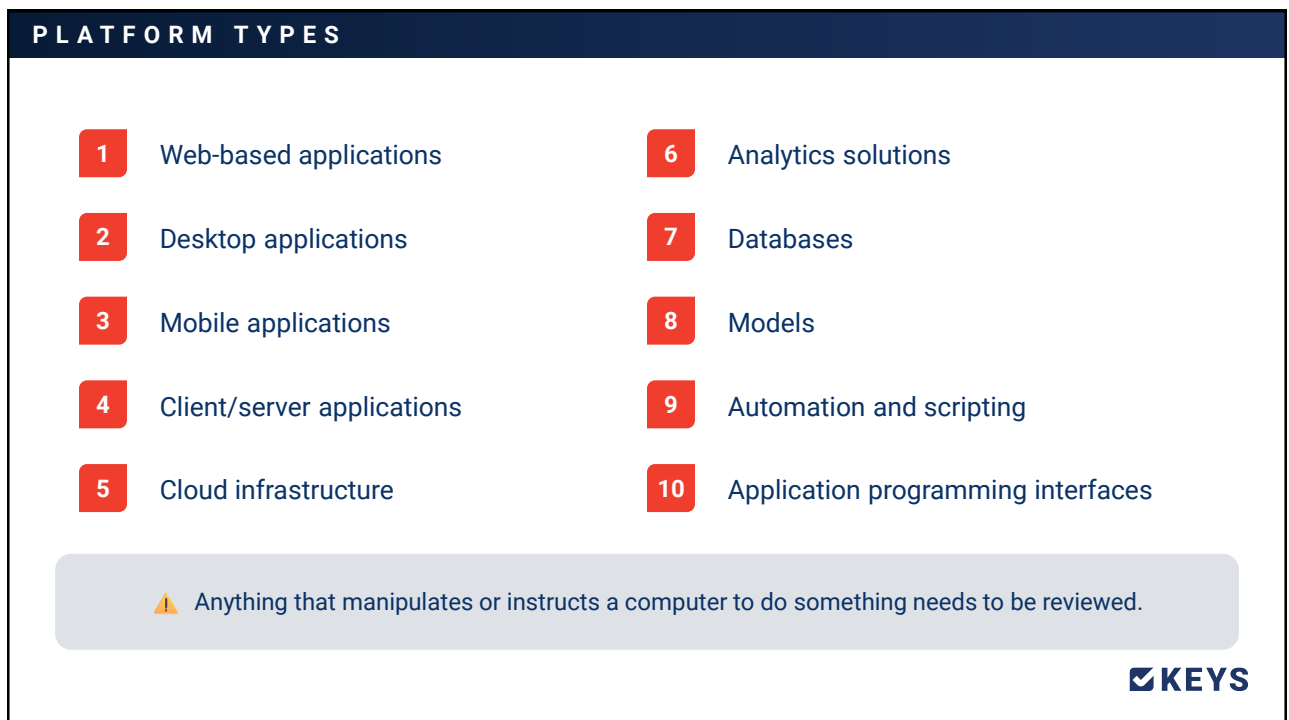 PLATFORM TYPES
1 Web-based applications
2 Desktop applications
3 Mobile applications
4 Client/server applications
5 Cloud infrastructure
6 Analytics solutions
7 Databases
8 Models
9 Automation and scripting
10 Application programming interfaces
Anything that manipulates or instructs a computer to do something needs to be reviewed.
KEYS